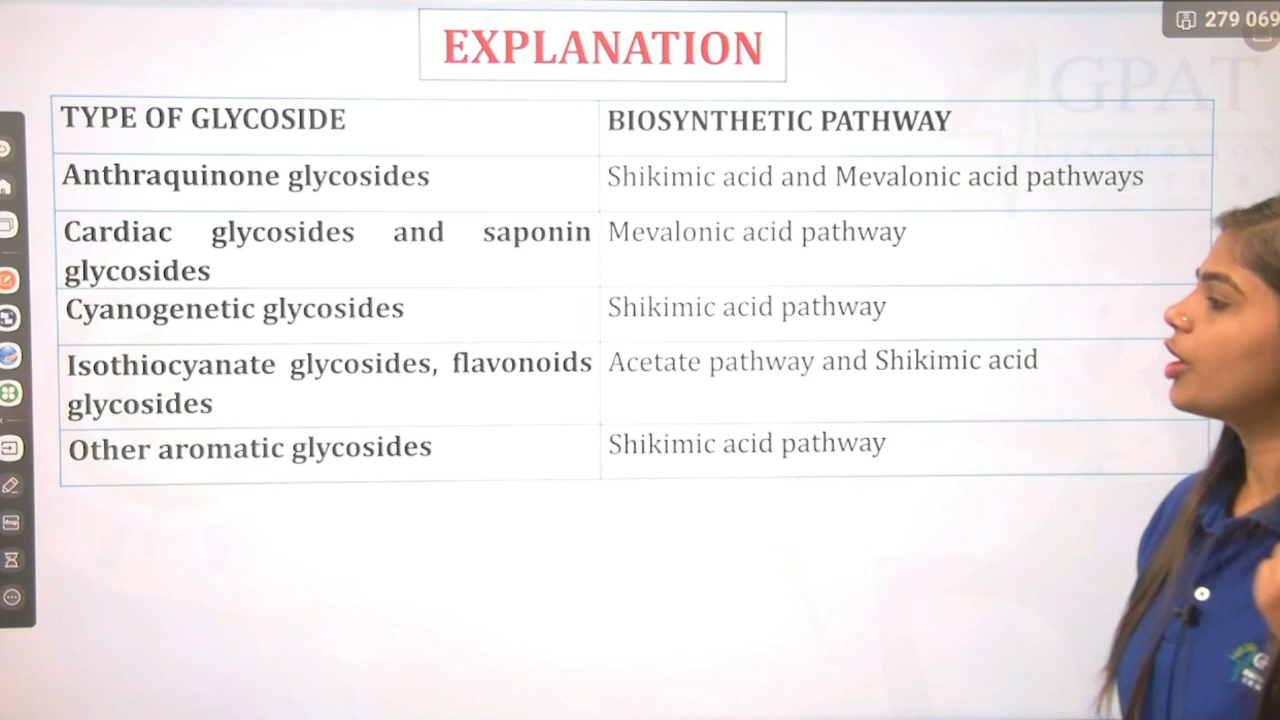 279 069
EXPLANATION
GPAT
TYPE OF GLYCOSIDE
BIOSYNTHETIC PATHWAY
Anthraquinone glycosides
Shikimic acid and Mevalonic acid pathways
Cardiac glycosides and saponin
glycosides
Mevalonic acid pathway
Cyanogenetic glycosides
Shikimic acid pathway
Isothiocyanate glycosides, flavonoids
glycosides
Acetate pathway and Shikimic acid
Other aromatic glycosides
Shikimic acid pathway